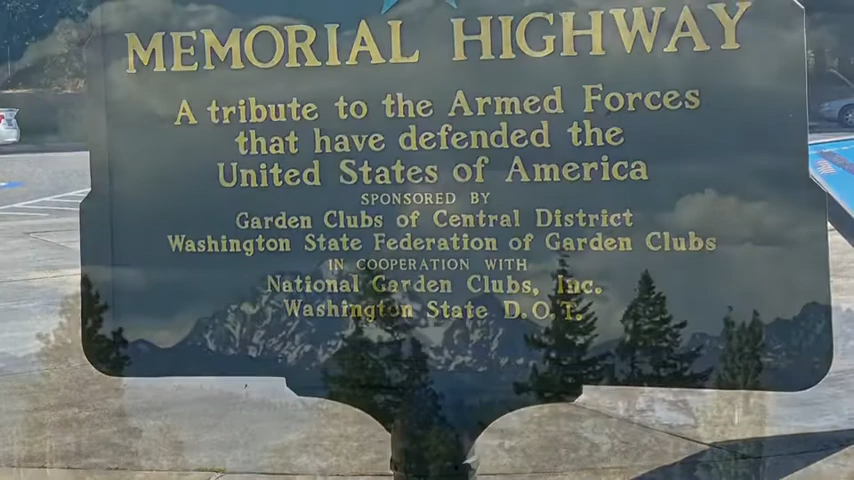 MEMORIAL HIGHWAY
A tribute to the Armed Forces
that have defended the
United States of America
SPONSORED BY
Garden Clubs of Central District
Washington State Federation of Garden Clubs
IN COOPERATION WITH
National Garden Clubs, Inc.
Washington State D.O.T.